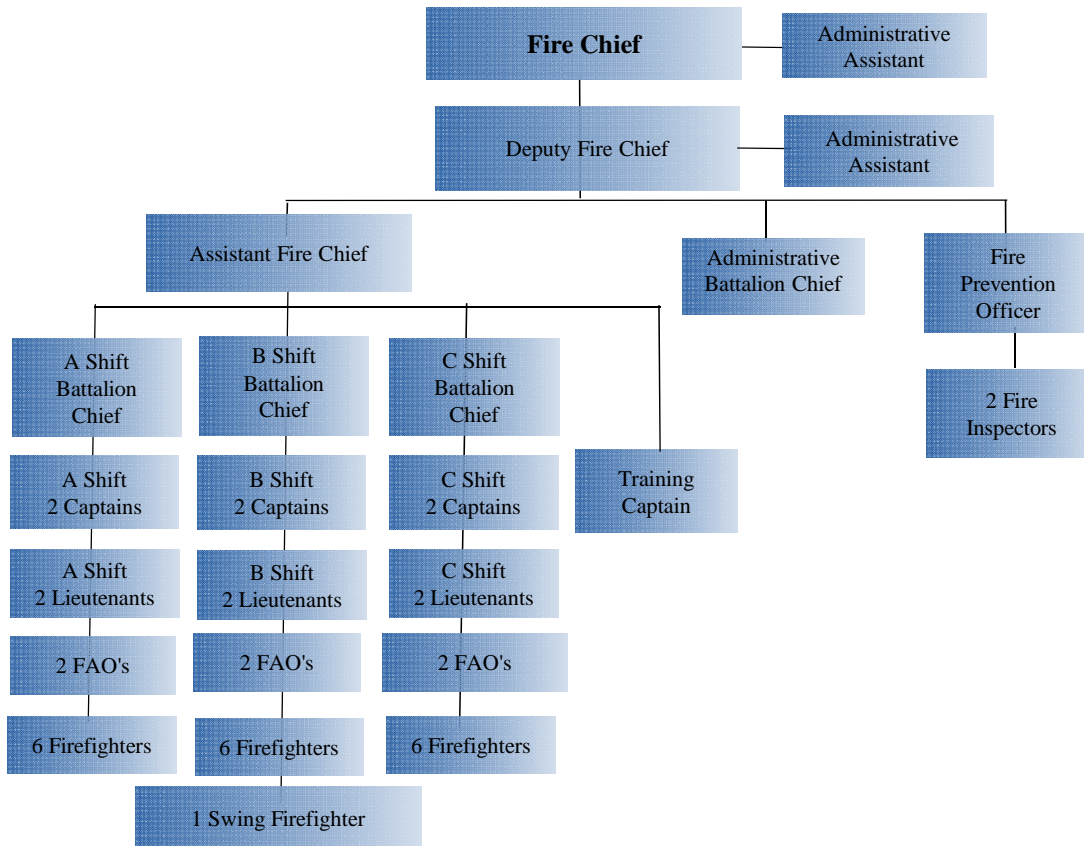 Fire Chief
Administrative
Assistant
Deputy Fire Chief
Administrative
Assistant
Assistant Fire Chief
Administrative
Battalion Chief
Fire
Prevention
Officer
A Shift
Battalion
Chief
B Shift
Battalion
Chief
C Shift
Battalion
Chief
2 Fire
Inspectors
A Shift
2 Captains
B Shift
2 Captains
C Shift
2 Captains
Training
Captain
A Shift
2 Lieutenants
B Shift
2 Lieutenants
C Shift
2 Lieutenants
2 FAO's
2 FAO's
2 FAO's
6 Firefighters
6 Firefighters
6 Firefighters
1 Swing Firefighter